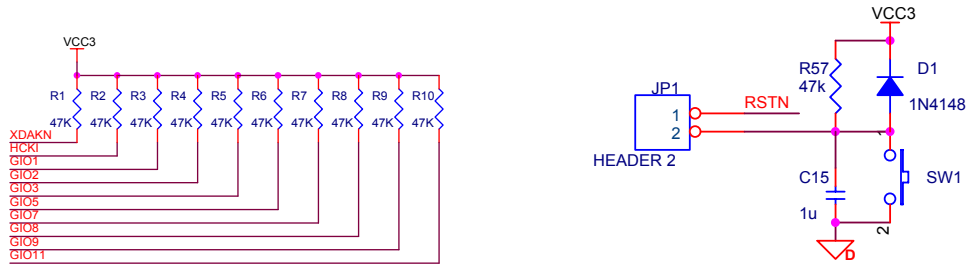 VCC3
R1 R2 R3 R4 R5 R6 R7 R8 R9 R10
47K 47K 47K 47K 47K 47K 47K 47K 47K 47K
XDAKN
HCKI
GIO1
GIO2
GIO3
GIO5
GIO7
GIO8
GIO9
GIO11
VCC3
R57
47k
D1
1N4148
JP1
1
2
RSTN
HEADER 2
1
C15
1u
SW1
2
D